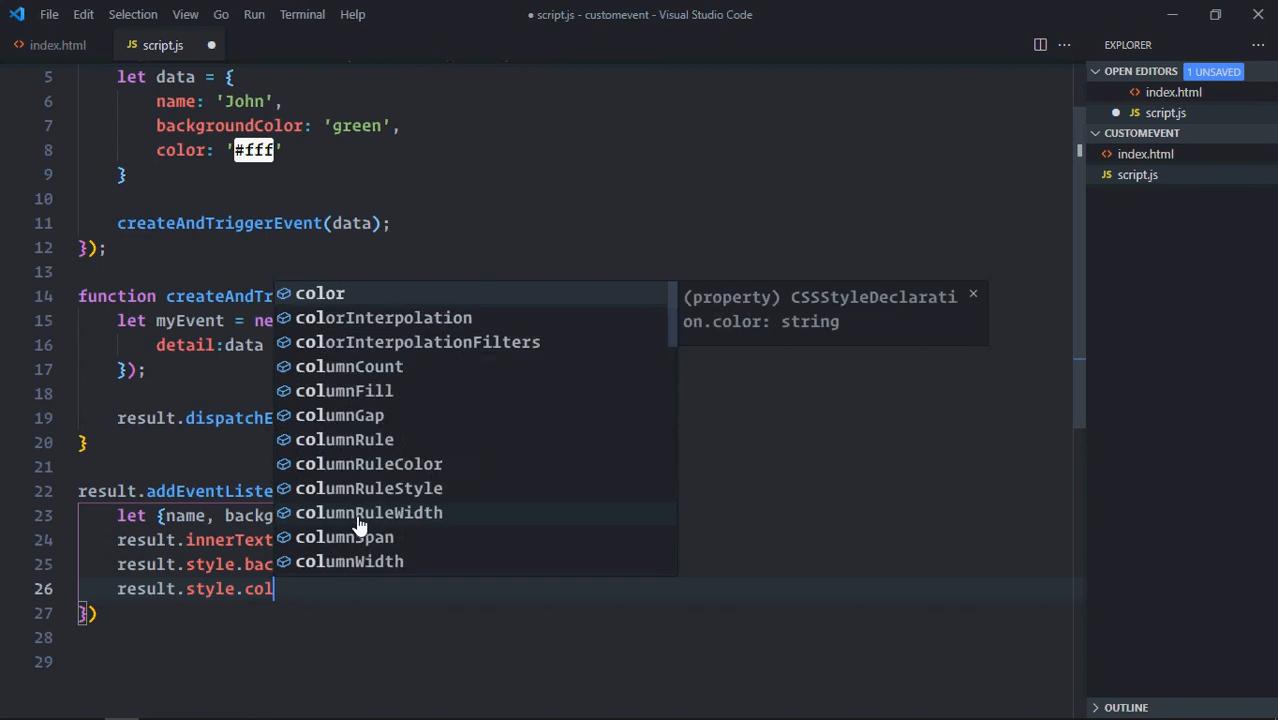 File Edit Selection View Go Run Terminal Help
● script.js - customevent - Visual Studio Code
index.html
JS script.js ●
EXPLORER
OPEN EDITORS 1 UNSAVED
index.html
● JS script.js
CUSTOMEVENT
index.html
JS script.js
OUTLINE
5 let data = {
6 name: 'John',
7 backgroundColor: 'green',
8 color: '#fff'
9 }
10
11 createAndTriggerEvent(data);
12 });
13
14 function createAndTr
15 let myEvent = ne
16 detail:data
17 });
18
19 result.dispatchE
20 }
21
22 result.addEventListe
23 let {name, backg
24 result.innerText
25 result.style.bac
26 result.style.col
27 })
28
29
color
colorInterpolation
colorInterpolationFilters
columnCount
columnFill
columnGap
columnRule
columnRuleColor
columnRuleStyle
columnRuleWidth
columnSpan
columnWidth
(property) CSSStyleDeclarati
on.color: string